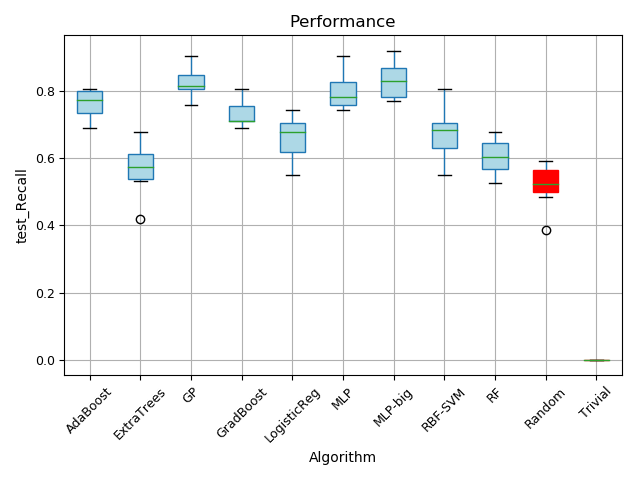 Performance
test_Recall
0.8
0.6
0.4
0.2
0.0
AdaBoost
ExtraTrees
GP
GradBoost
LogisticReg
MLP
MLP-big
RBF-SVM
RF
Random
Trivial
Algorithm